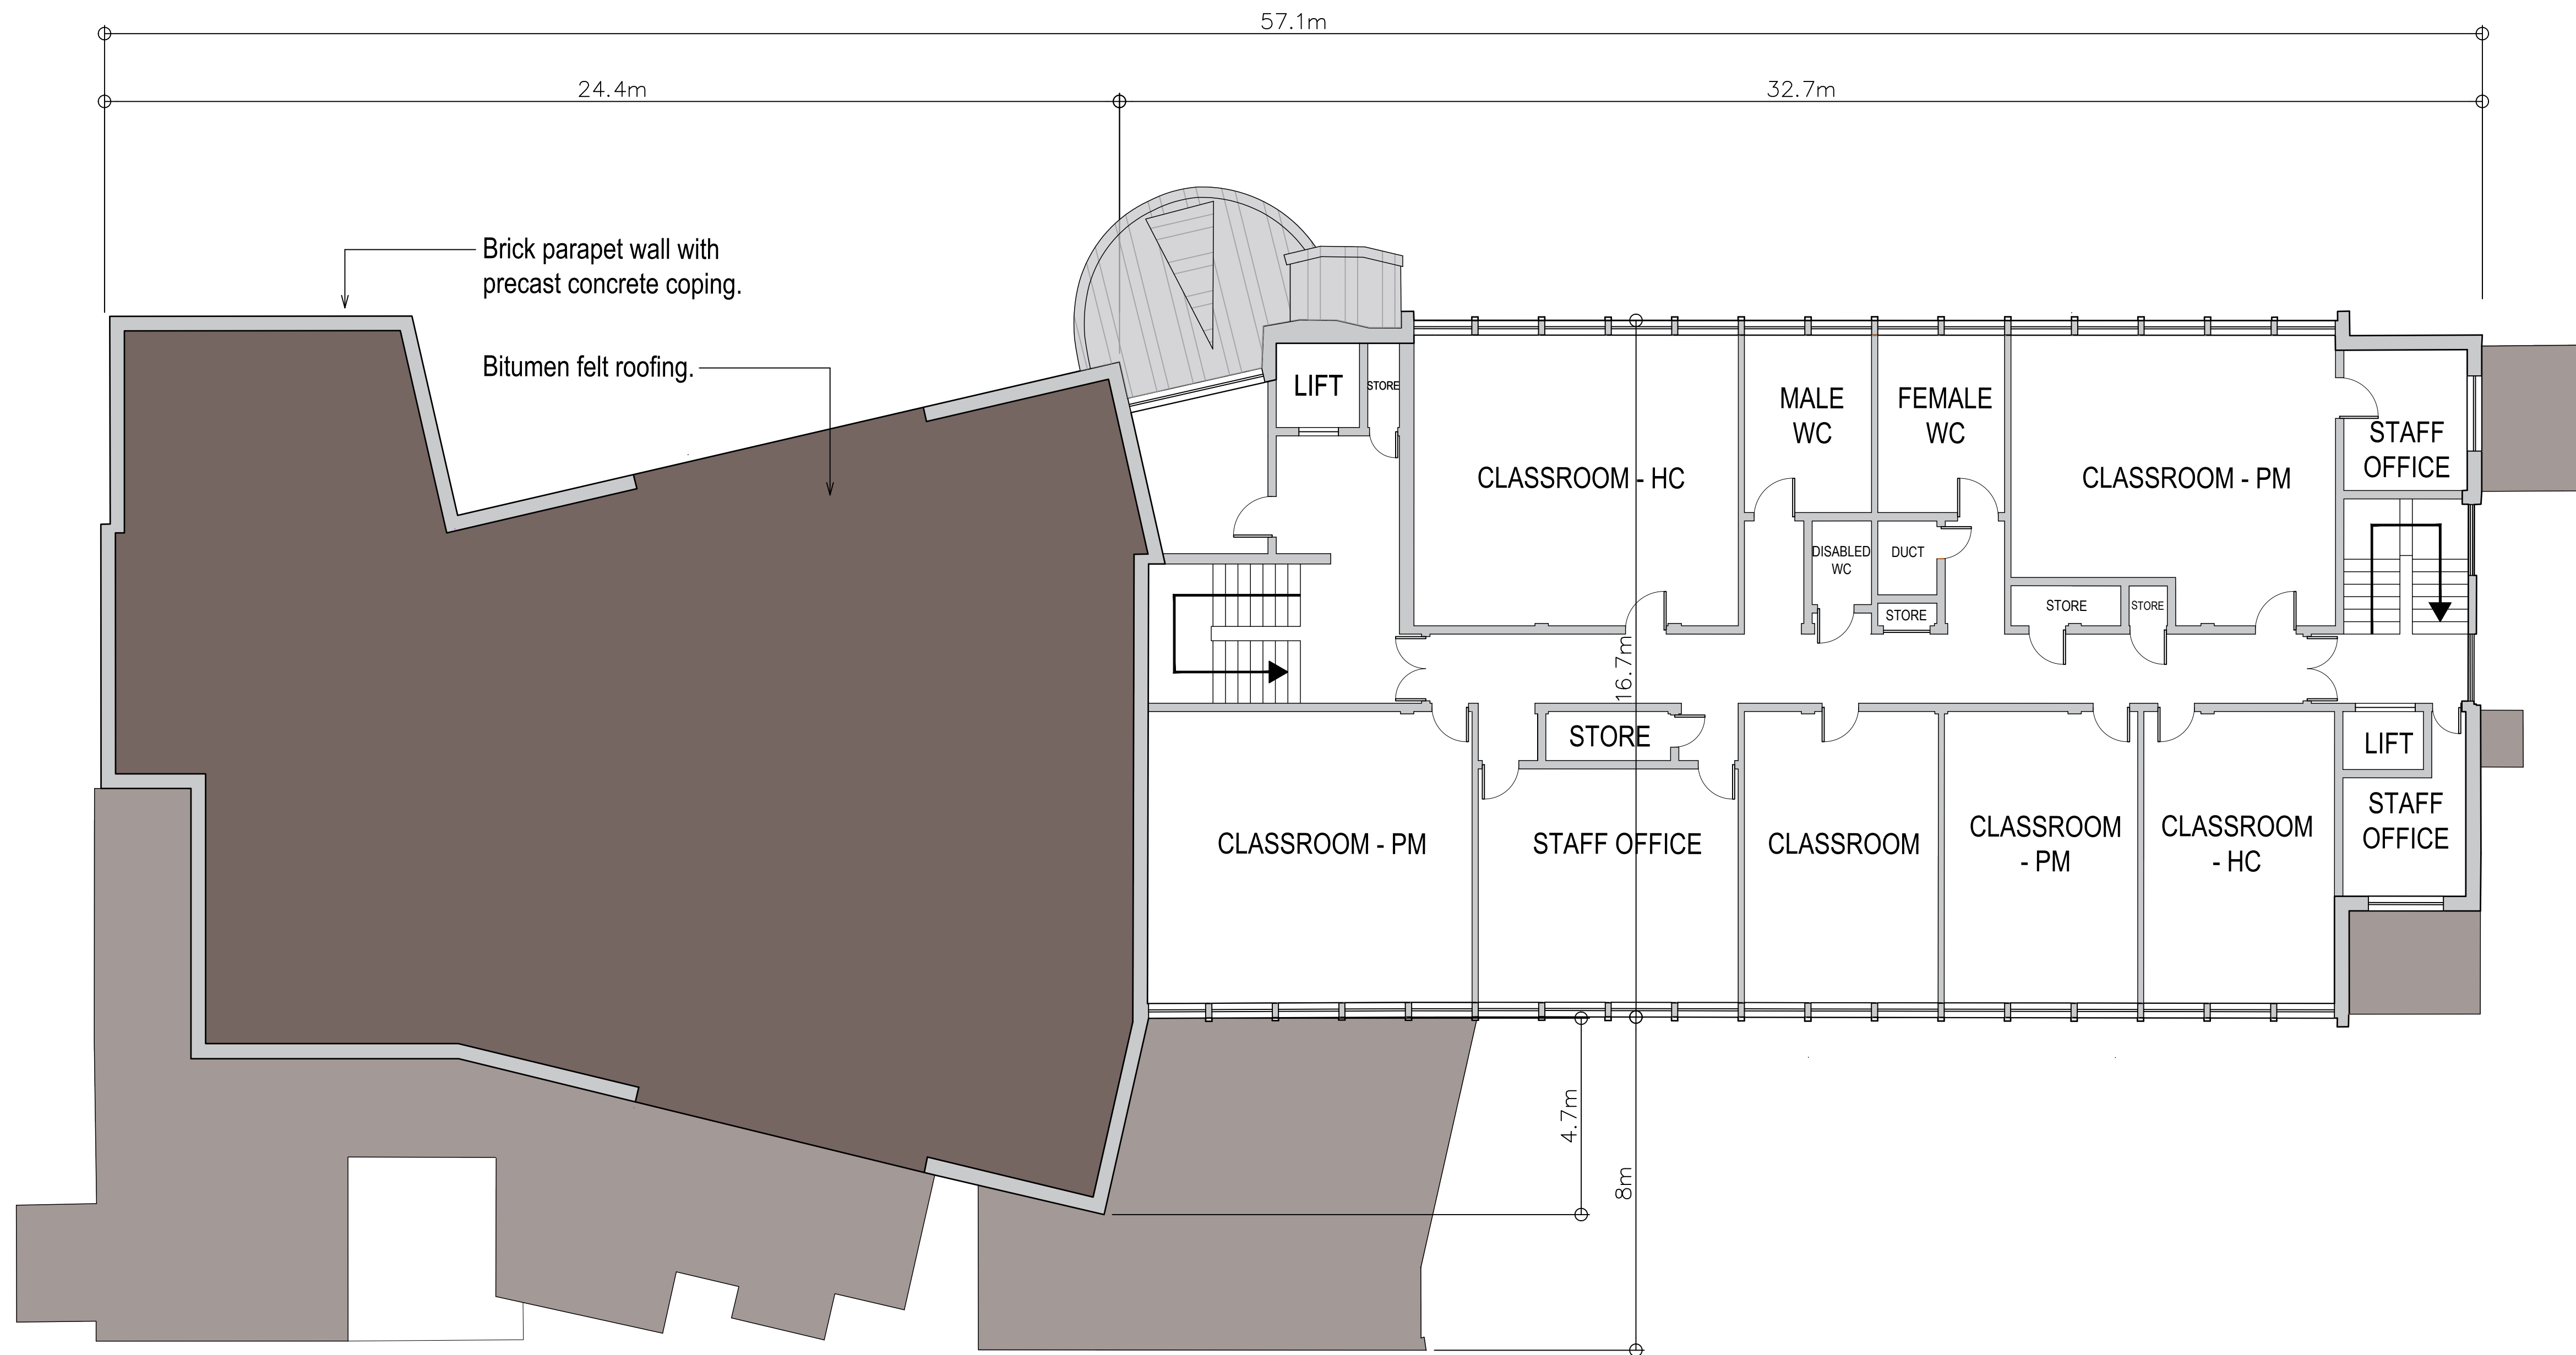 57.1m
24.4m
32.7m
Brick parapet wall with
precast concrete coping.
Bitumen felt roofing.
LIFT
STORE
CLASSROOM - HC
MALE
WC
FEMALE
WC
CLASSROOM - PM
STAFF
OFFICE
DISABLED
WC
DUCT
STORE
STORE
STORE
16.7m
STORE
LIFT
CLASSROOM - PM
STAFF OFFICE
CLASSROOM
CLASSROOM
- PM
CLASSROOM
- HC
STAFF
OFFICE
4.7m
8m